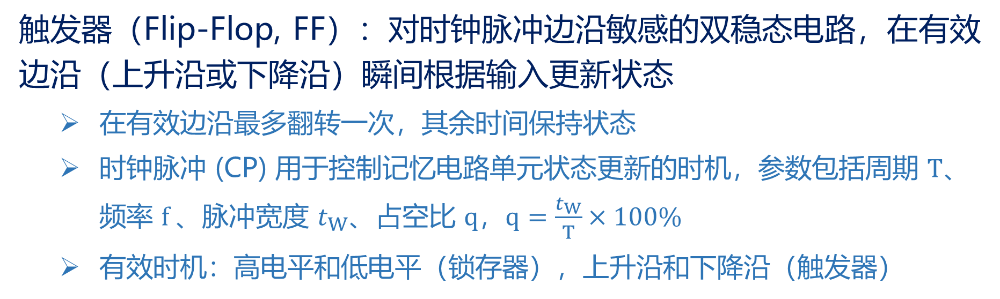 触发器（Flip-Flop, FF）：对时钟脉冲边沿敏感的双稳态电路，在有效
边沿（上升沿或下降沿）瞬间根据输入更新状态
➢ 在有效边沿最多翻转一次，其余时间保持状态
➢ 时钟脉冲 (CP) 用于控制记忆电路单元状态更新的时机，参数包括周期 T、
频率 f 、脉冲宽度 $t_W$、占空比 q，$q = \frac{t_W}{T} \times 100\%$
➢ 有效时机：高电平和低电平（锁存器），上升沿和下降沿（触发器）